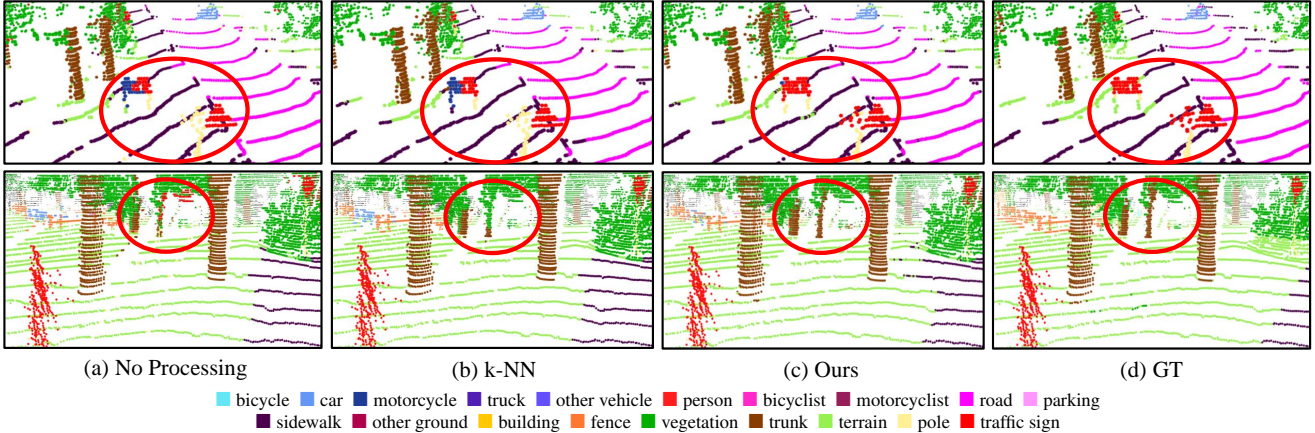 (a) No Processing (b) k-NN (c) Ours (d) GT
bicycle car motorcycle truck other vehicle person bicyclist motorcyclist road parking
sidewalk other ground building fence vegetation trunk terrain pole traffic sign